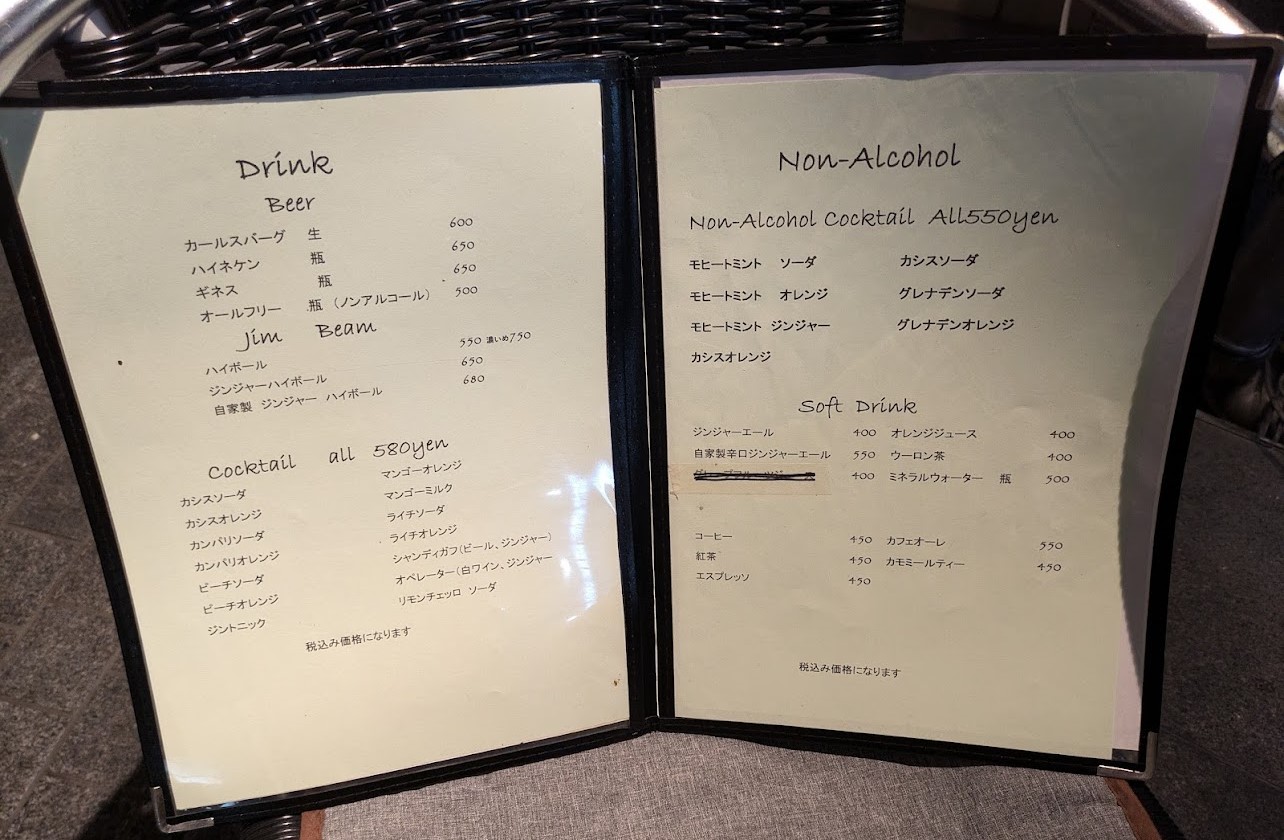 Drink
Beer
カールスバーグ 生 600
ハイネケン 瓶 650
ギネス 瓶 650
オールフリー 瓶 (ノンアルコール) 500
Jim Beam
ハイボール 550 濃いめ750
ジンジャーハイボール 650
自家製 ジンジャー ハイボール 680
Cocktail all 580yen
カシスソーダ マンゴーオレンジ
カシスオレンジ マンゴーミルク
カンパリソーダ ライチソーダ
カンパリオレンジ ライチオレンジ
ピーチソーダ シャンディガフ(ビール、ジンジャー)
ピーチオレンジ オペレーター(白ワイン、ジンジャー
ジントニック リモンチェッロ ソーダ
税込み価格になります
Non-Alcohol
Non-Alcohol Cocktail All550yen
モヒートミント ソーダ カシスソーダ
モヒートミント オレンジ グレナデンソーダ
モヒートミント ジンジャー グレナデンオレンジ
カシスオレンジ
Soft Drink
ジンジャーエール 400 オレンジジュース 400
自家製辛口ジンジャーエール 550 ウーロン茶 400
400 ミネラルウォーター 瓶 500
コーヒー 450 カフェオーレ 550
紅茶 450 カモミールティー 450
エスプレッソ 450
税込み価格になります